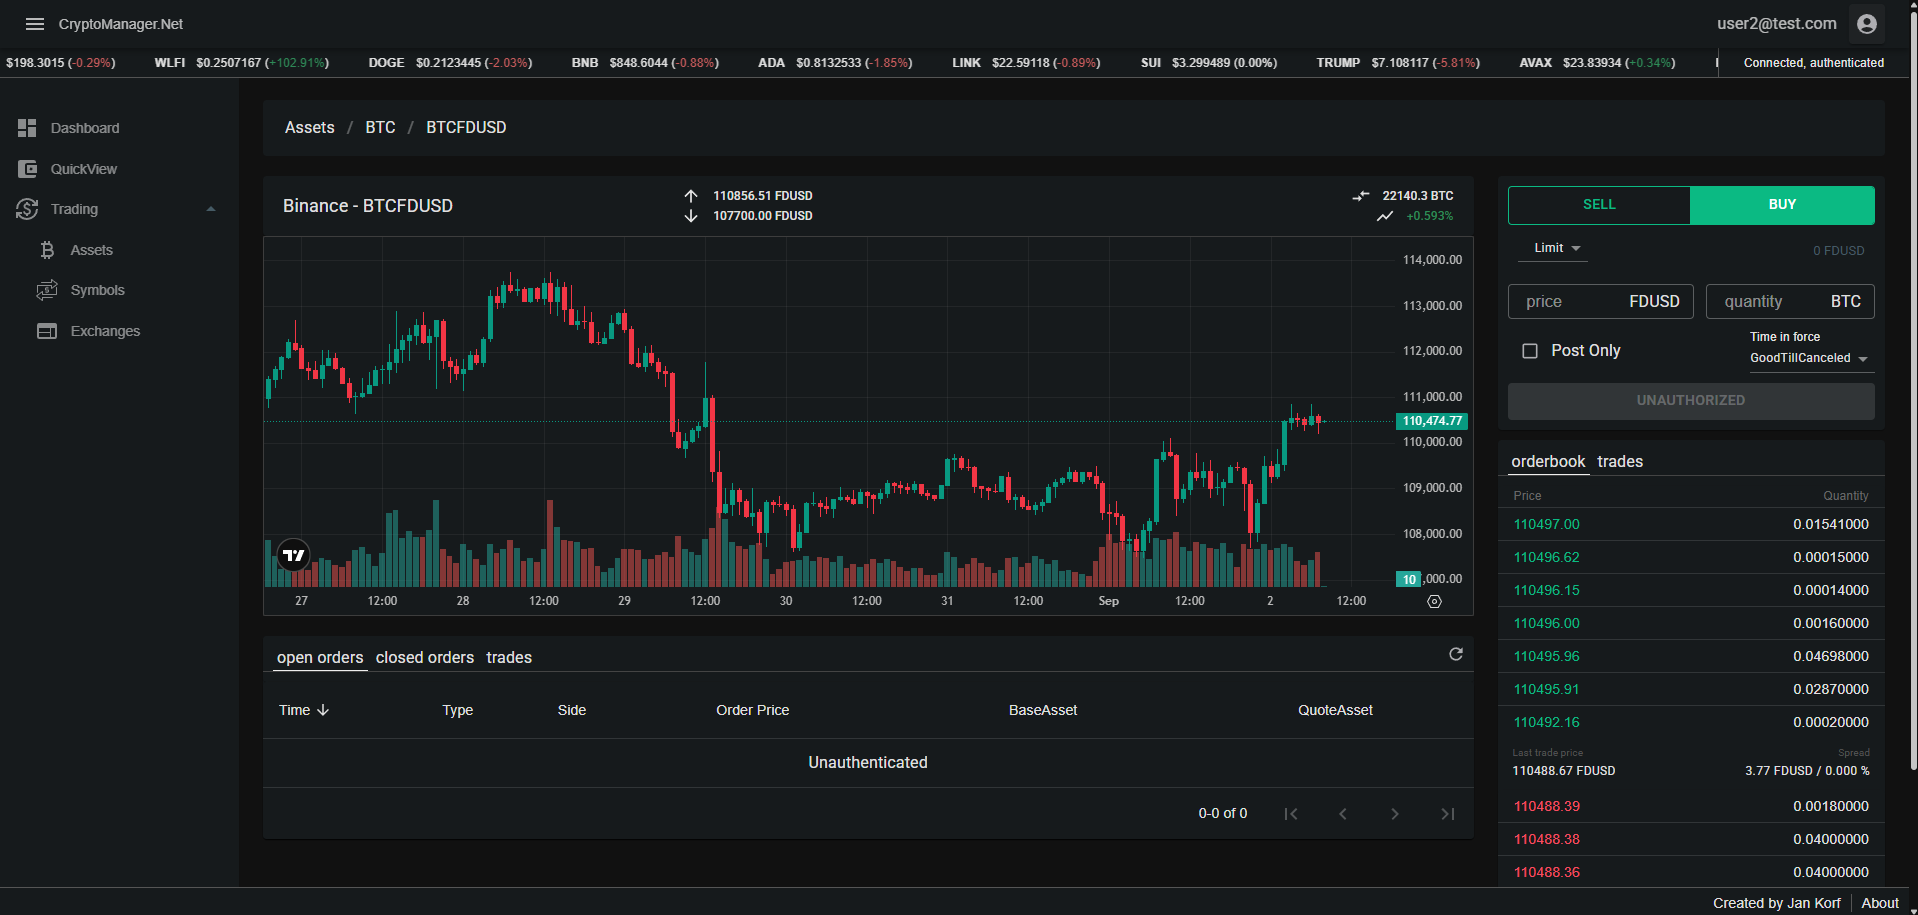 CryptoManager.Net
user2@test.com
$198.3015 (-0.29%) WLFI $0.2507167 (+102.91%) DOGE $0.2123445 (-2.03%) BNB $848.6044 (-0.88%) ADA $0.8132533 (-1.85%) LINK $22.59118 (-0.89%) SUI $3.299489 (0.00%) TRUMP $7.108117 (-5.81%) AVAX $23.83934 (+0.34%) Connected, authenticated
Dashboard
QuickView
Trading
Assets
Symbols
Exchanges
Assets / BTC / BTCFDUSD
Binance - BTCFDUSD
110856.51 FDUSD
107700.00 FDUSD
22140.3 BTC
+0.593%
114,000.00
113,000.00
112,000.00
111,000.00
110,474.77
110,000.00
109,000.00
108,000.00
10 ,000.00
27 12:00 28 12:00 29 12:00 30 12:00 31 12:00 Sep 12:00 2 12:00
open orders closed orders trades
Time Type Side Order Price BaseAsset QuoteAsset
Unauthenticated
0-0 of 0
SELL BUY
Limit 0 FDUSD
price FDUSD quantity BTC
Time in force
Post Only GoodTillCanceled
UNAUTHORIZED
orderbook trades
Price Quantity
110497.00 0.01541000
110496.62 0.00015000
110496.15 0.00014000
110496.00 0.00160000
110495.96 0.04698000
110495.91 0.02870000
110492.16 0.00020000
Last trade price Spread
110488.67 FDUSD 3.77 FDUSD / 0.000 %
110488.39 0.00180000
110488.38 0.04000000
110488.36 0.04000000
Created by Jan Korf About